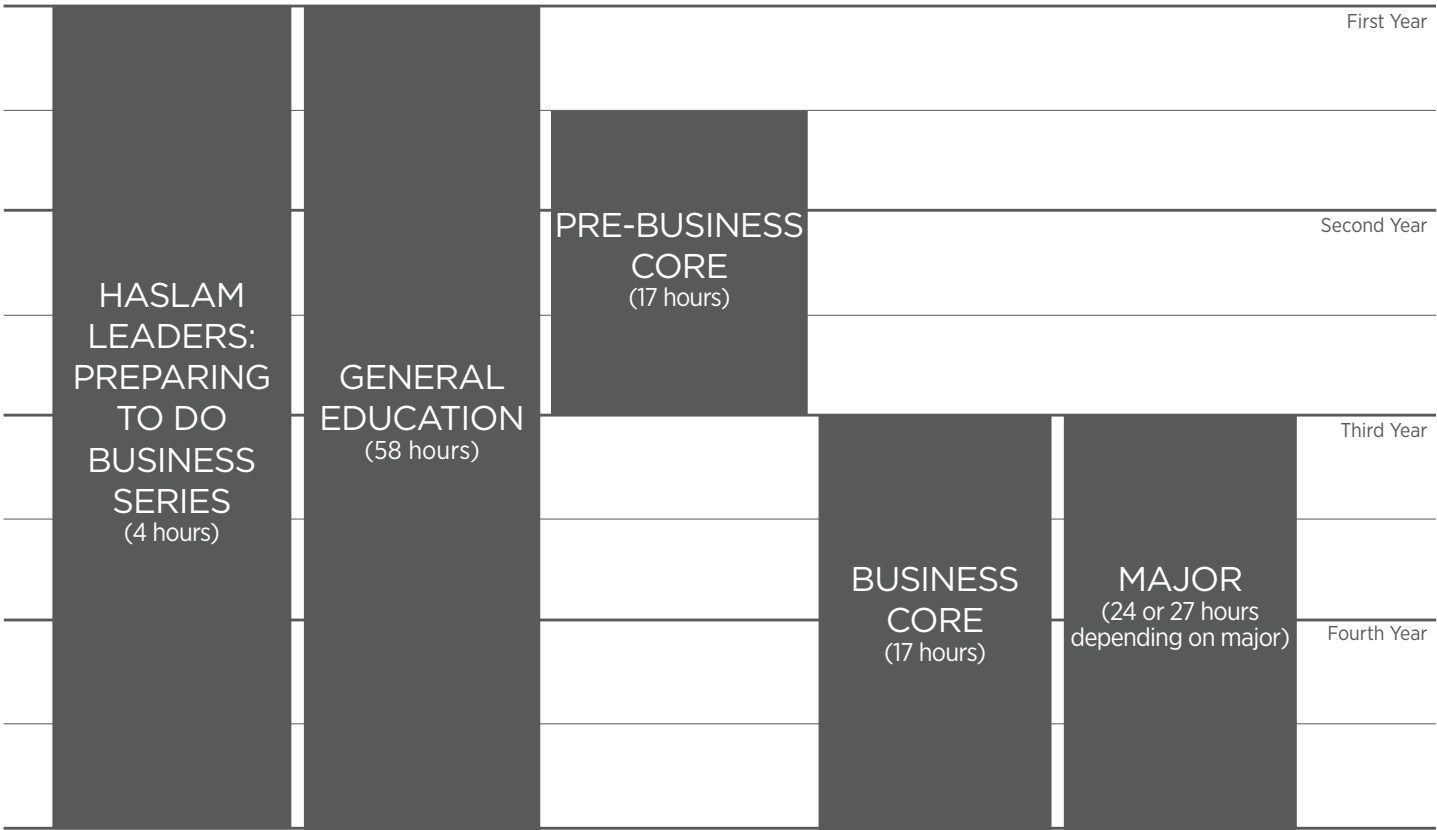 First Year
Second Year
Third Year
Fourth Year
HASLAM
LEADERS:
PREPARING
TO DO
BUSINESS
SERIES
(4 hours)
GENERAL
EDUCATION
(58 hours)
PRE-BUSINESS
CORE
(17 hours)
BUSINESS
CORE
(17 hours)
MAJOR
(24 or 27 hours
depending on major)